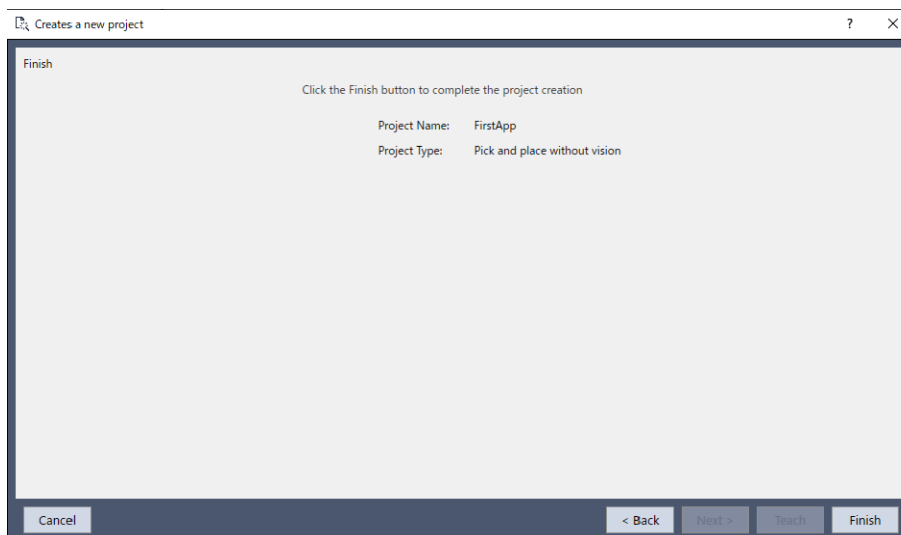 Creates a new project
?
Finish
Click the Finish button to complete the project creation
Project Name: FirstApp
Project Type: Pick and place without vision
Cancel
< Back
Next >
Teach
Finish